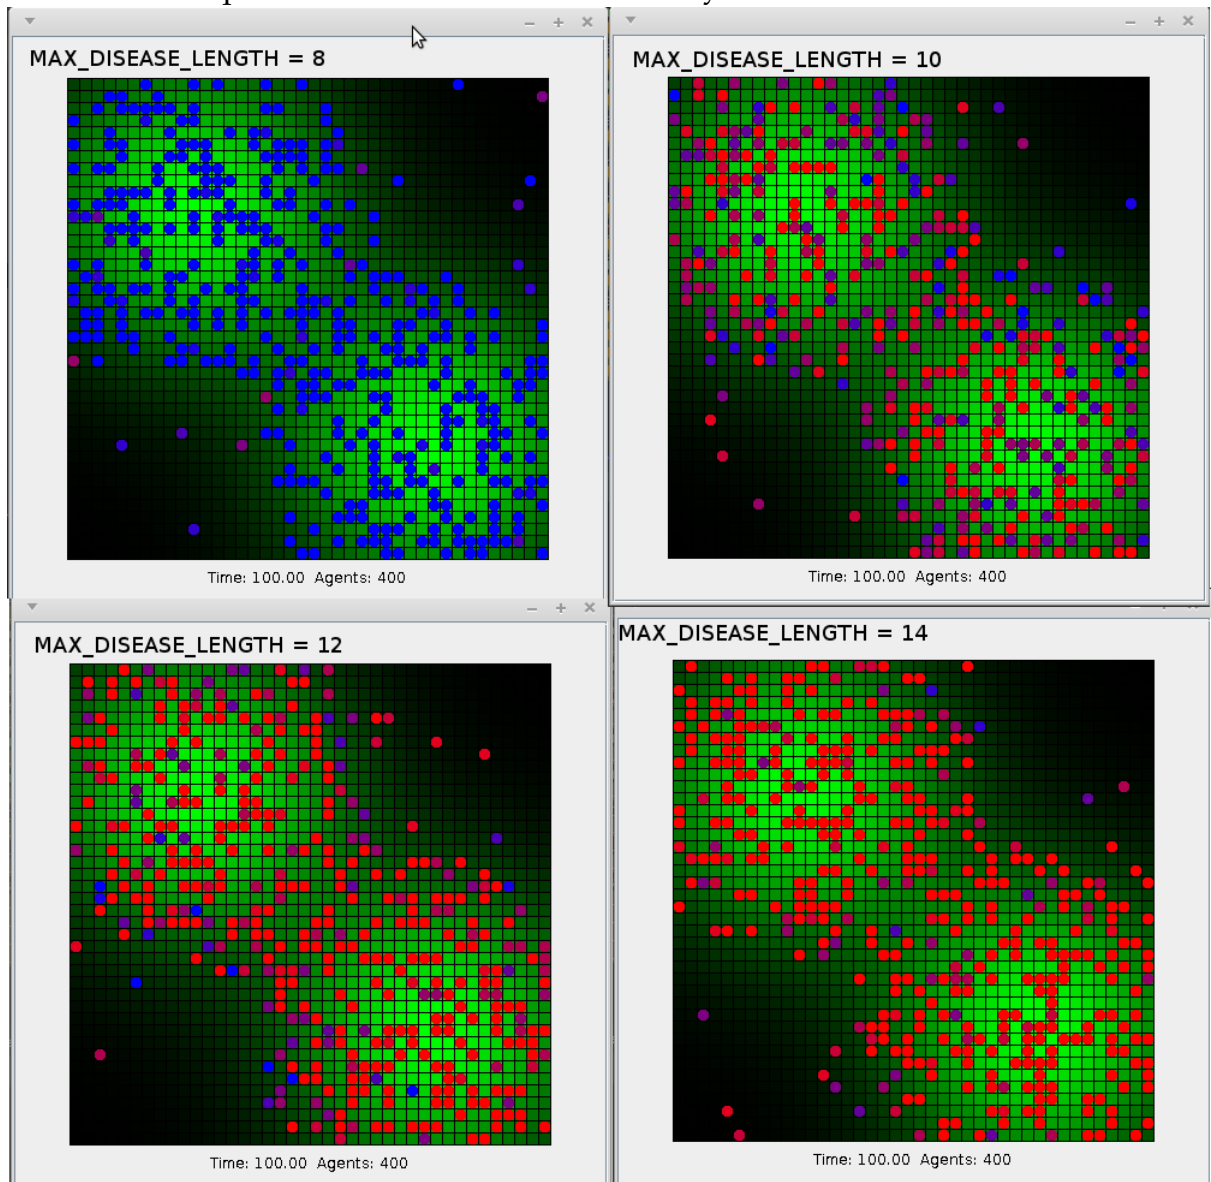 MAX_DISEASE_LENGTH = 8
MAX_DISEASE_LENGTH = 10
Time: 100.00 Agents: 400
Time: 100.00 Agents: 400
MAX_DISEASE_LENGTH = 12
MAX_DISEASE_LENGTH = 14
Time: 100.00 Agents: 400
Time: 100.00 Agents: 400